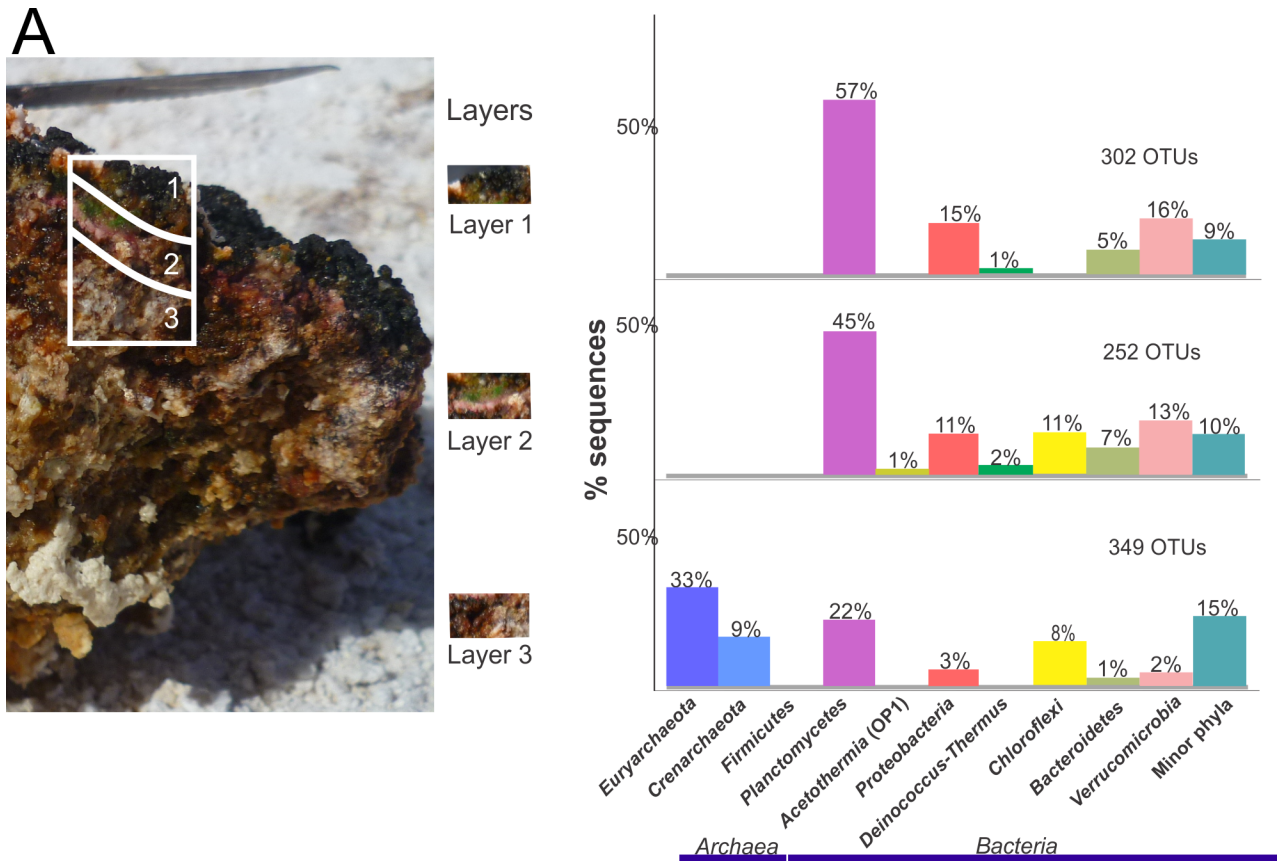 A
Layers
1
2
3
Layer 1
Layer 2
Layer 3
% sequences
50%
57%
15%
1%
5%
16%
9%
302 OTUs
50%
45%
1%
11%
2%
11%
7%
13%
10%
252 OTUs
50%
33%
9%
22%
3%
8%
1%
2%
15%
349 OTUs
Euryarchaeota
Crenarchaeota
Firmicutes
Planctomycetes
Acetothermia (OP1)
Proteobacteria
Deinococcus-Thermus
Chloroflexi
Bacteroidetes
Verrucomicrobia
Minor phyla
Archaea
Bacteria